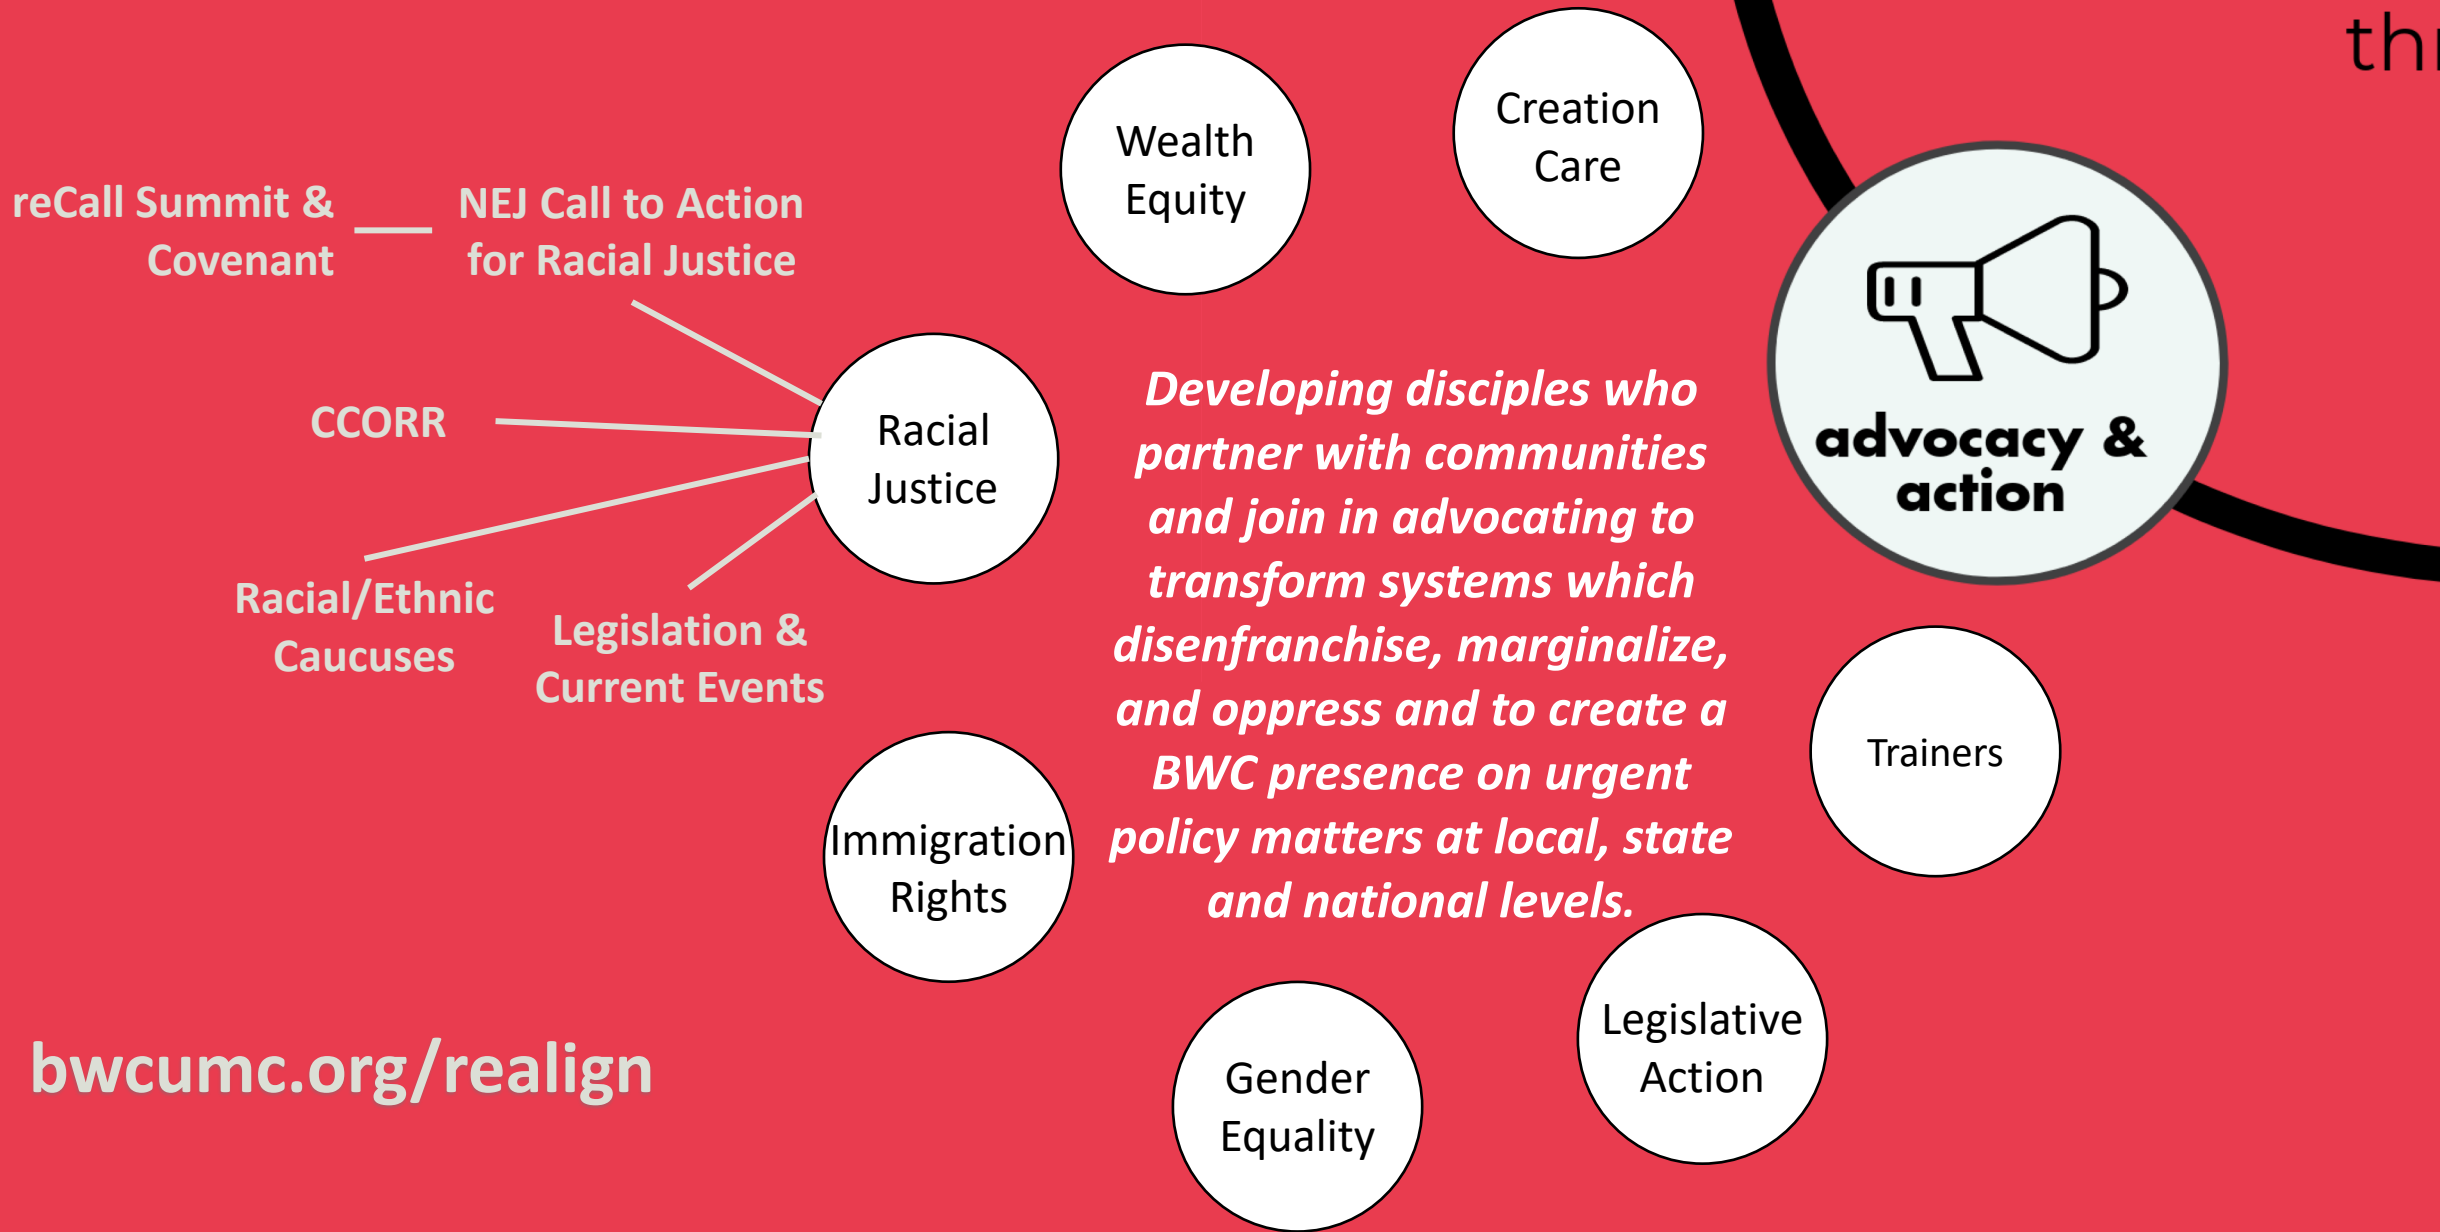 thr
Creation
Care
Wealth
Equity
reCall Summit &
Covenant
NEJ Call to Action
for Racial Justice
CCORR
Racial
Justice
Racial/Ethnic
Caucuses
Legislation &
Current Events
Developing disciples who
partner with communities
and join in advocating to
transform systems which
disenfranchise, marginalize,
and oppress and to create a
BWC presence on urgent
policy matters at local, state
and national levels.
advocacy &
action
Trainers
Immigration
Rights
Legislative
Action
Gender
Equality
bwcumc.org/realign